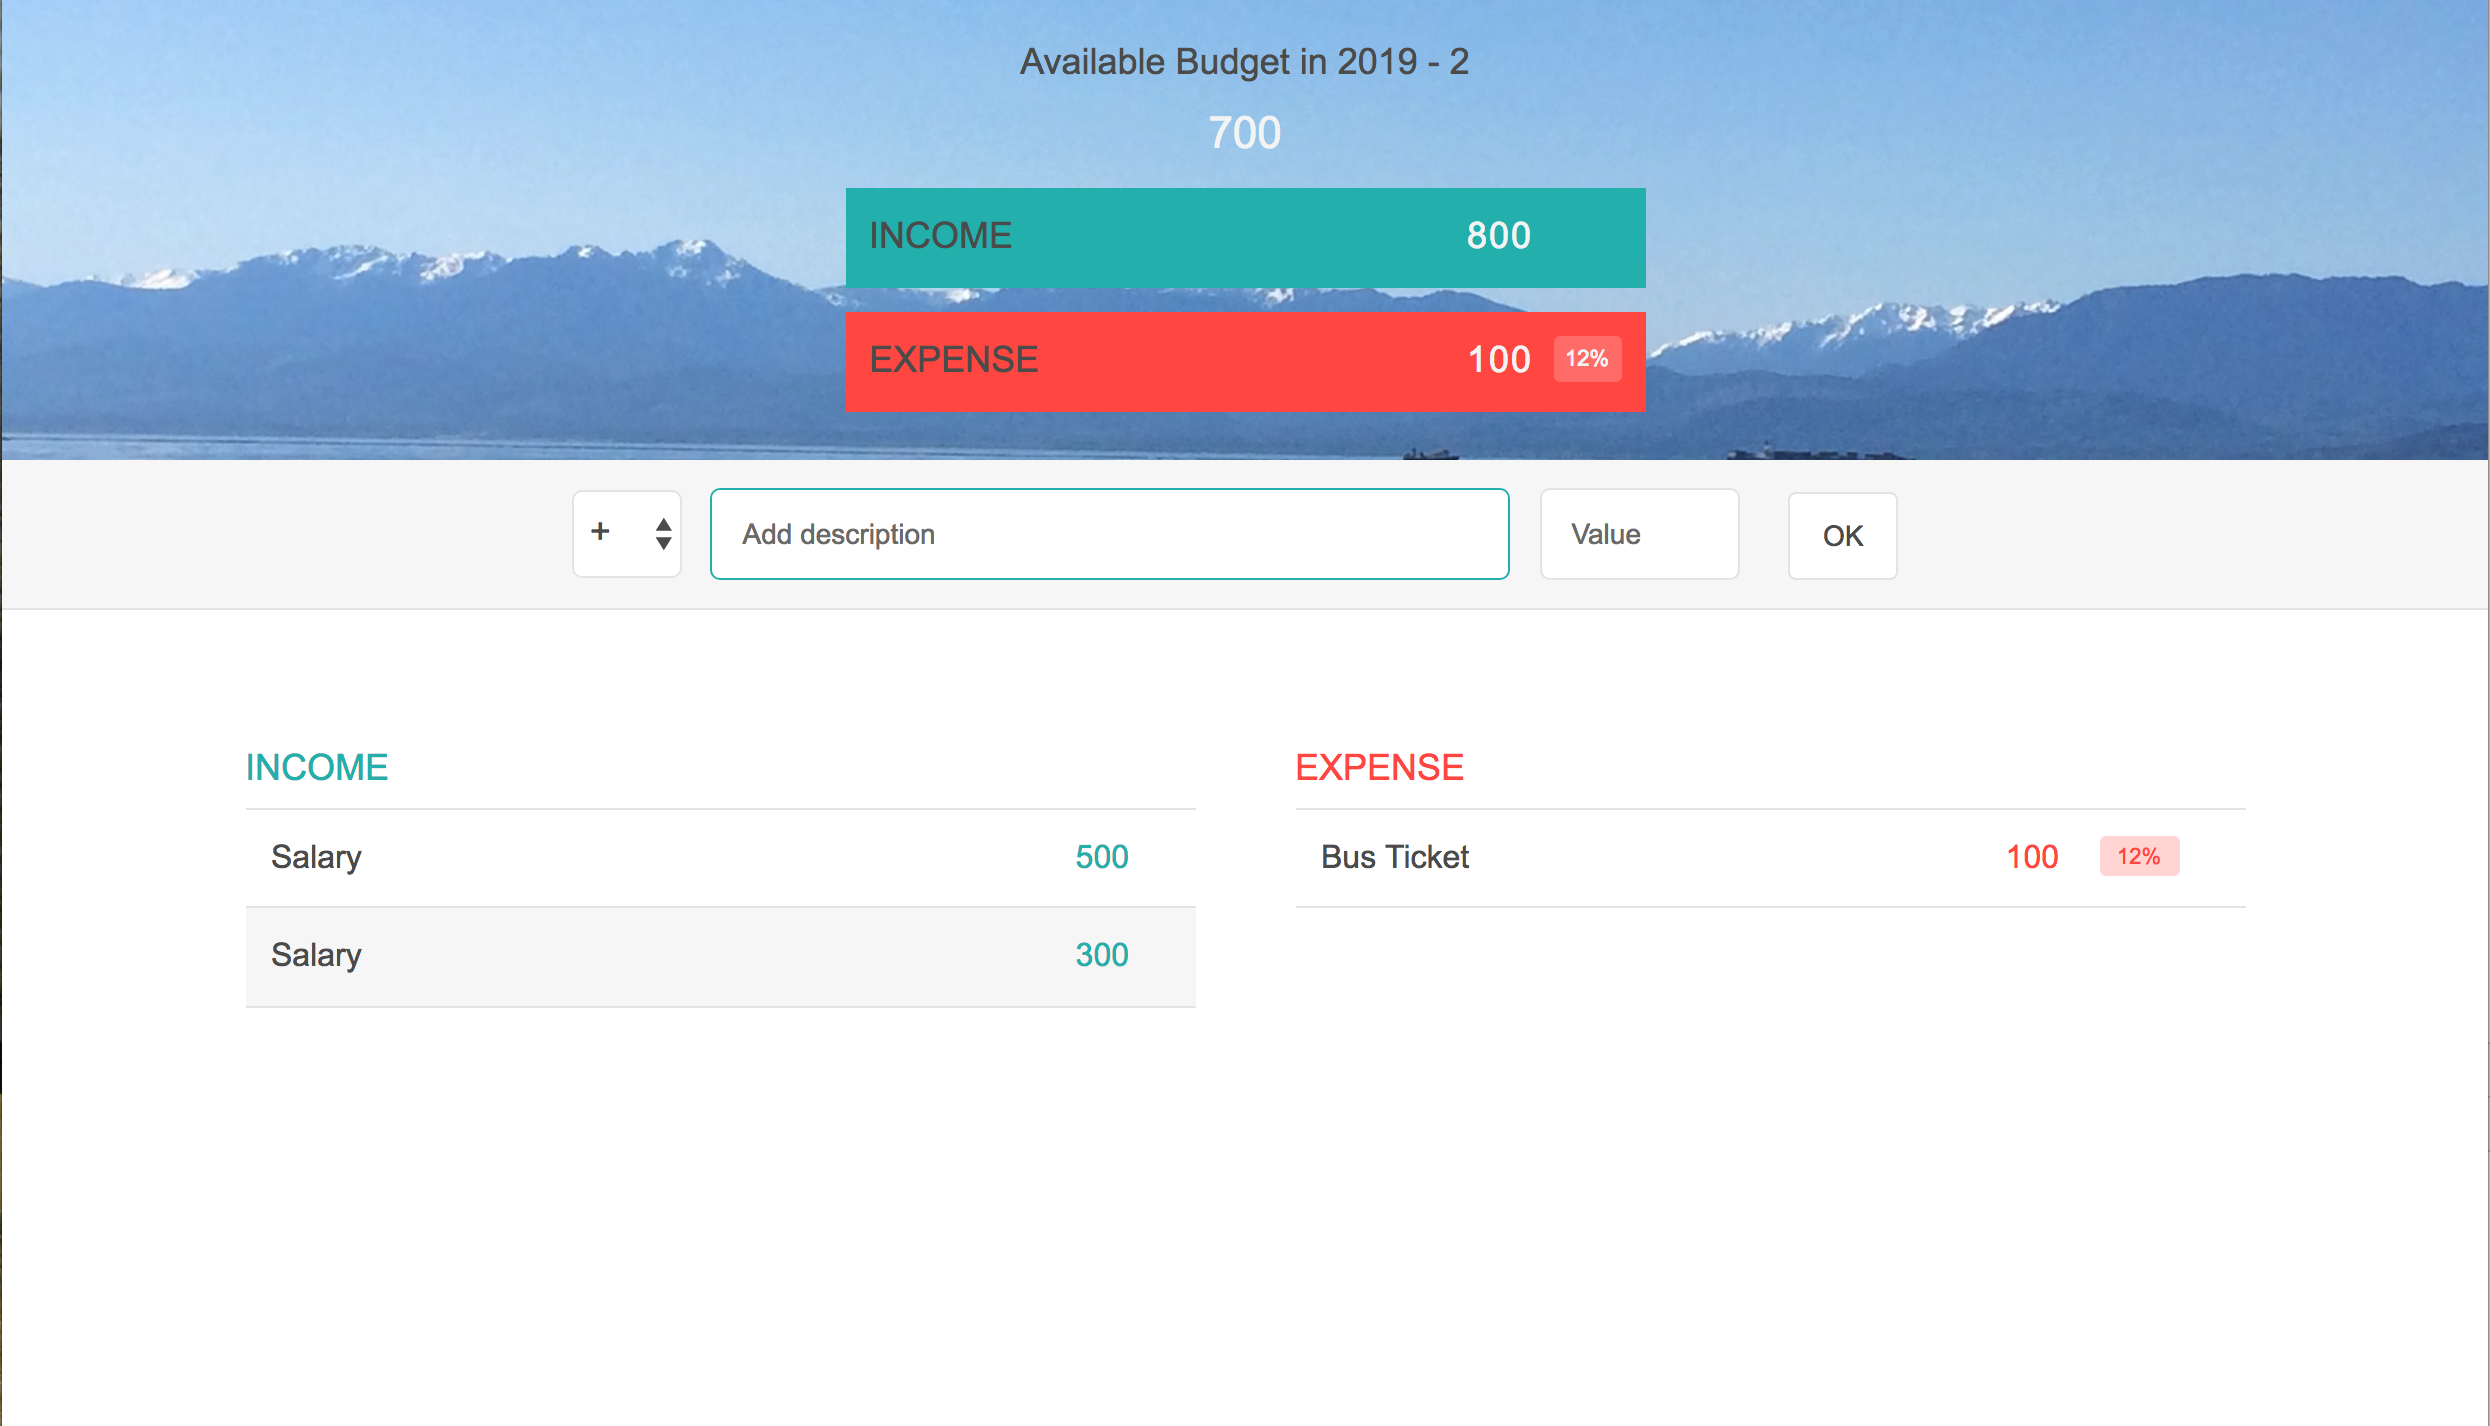 Available Budget in 2019 - 2
700
INCOME 800
EXPENSE 100 12%
+ Add description Value OK
INCOME
Salary 500
Salary 300
EXPENSE
Bus Ticket 100 12%